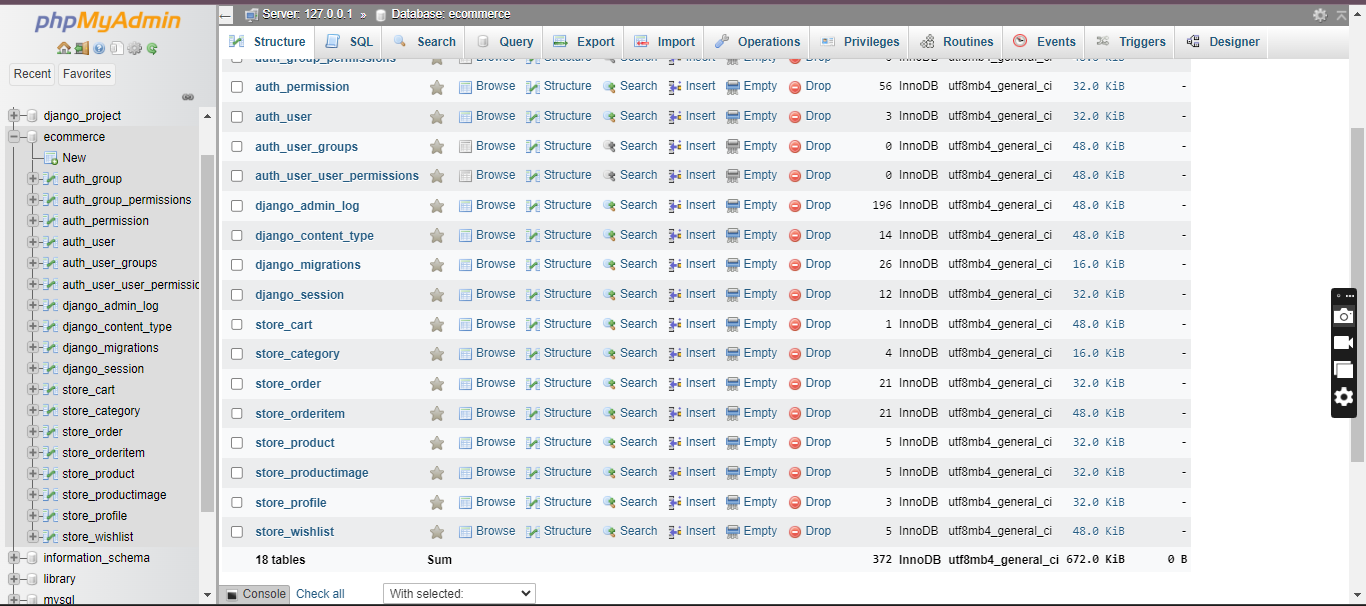 phpMyAdmin
Recent Favorites
django_project
ecommerce
New
auth_group
auth_group_permissions
auth_permission
auth_user
auth_user_groups
auth_user_user_permissic
django_admin_log
django_content_type
django_migrations
django_session
store_cart
store_category
store_order
store_orderitem
store_product
store_productimage
store_profile
store_wishlist
information_schema
library
mysql
Server: 127.0.0.1 » Database: ecommerce
Structure SQL Search Query Export Import Operations Privileges Routines Events Triggers Designer
auth_group_permissions Browse Structure Search Insert Empty Drop 0 InnoDB utf8mb4_general_ci 48.0 KiB -
auth_permission Browse Structure Search Insert Empty Drop 56 InnoDB utf8mb4_general_ci 32.0 KiB -
auth_user Browse Structure Search Insert Empty Drop 3 InnoDB utf8mb4_general_ci 32.0 KiB -
auth_user_groups Browse Structure Search Insert Empty Drop 0 InnoDB utf8mb4_general_ci 48.0 KiB -
auth_user_user_permissions Browse Structure Search Insert Empty Drop 0 InnoDB utf8mb4_general_ci 48.0 KiB -
django_admin_log Browse Structure Search Insert Empty Drop 196 InnoDB utf8mb4_general_ci 48.0 KiB -
django_content_type Browse Structure Search Insert Empty Drop 14 InnoDB utf8mb4_general_ci 48.0 KiB -
django_migrations Browse Structure Search Insert Empty Drop 26 InnoDB utf8mb4_general_ci 16.0 KiB -
django_session Browse Structure Search Insert Empty Drop 12 InnoDB utf8mb4_general_ci 32.0 KiB -
store_cart Browse Structure Search Insert Empty Drop 1 InnoDB utf8mb4_general_ci 48.0 KiB -
store_category Browse Structure Search Insert Empty Drop 4 InnoDB utf8mb4_general_ci 16.0 KiB -
store_order Browse Structure Search Insert Empty Drop 21 InnoDB utf8mb4_general_ci 32.0 KiB -
store_orderitem Browse Structure Search Insert Empty Drop 21 InnoDB utf8mb4_general_ci 48.0 KiB -
store_product Browse Structure Search Insert Empty Drop 5 InnoDB utf8mb4_general_ci 32.0 KiB -
store_productimage Browse Structure Search Insert Empty Drop 5 InnoDB utf8mb4_general_ci 32.0 KiB -
store_profile Browse Structure Search Insert Empty Drop 3 InnoDB utf8mb4_general_ci 32.0 KiB -
store_wishlist Browse Structure Search Insert Empty Drop 5 InnoDB utf8mb4_general_ci 48.0 KiB -
18 tables Sum 372 InnoDB utf8mb4_general_ci 672.0 KiB 0 B
Console Check all With selected: